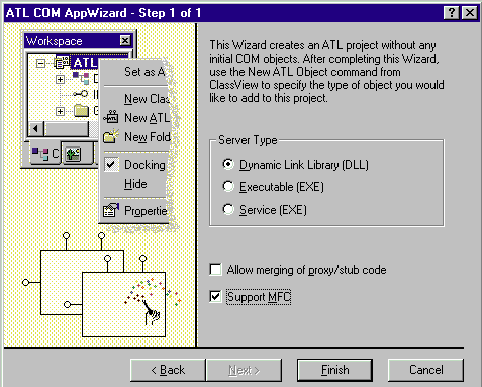 ATL COM AppWizard - Step 1 of 1
Workspace
ATL
Set as A
New Clas
New ATL
New Fold
Docking
Hide
Propertie
This Wizard creates an ATL project without any
initial COM objects. After completing this Wizard,
use the New ATL Object command from
ClassView to specify the type of object you would
like to add to this project.
Server Type
Dynamic Link Library (DLL)
Executable (EXE)
Service (EXE)
Allow merging of proxy/stub code
Support MFC
< Back
Next >
Finish
Cancel